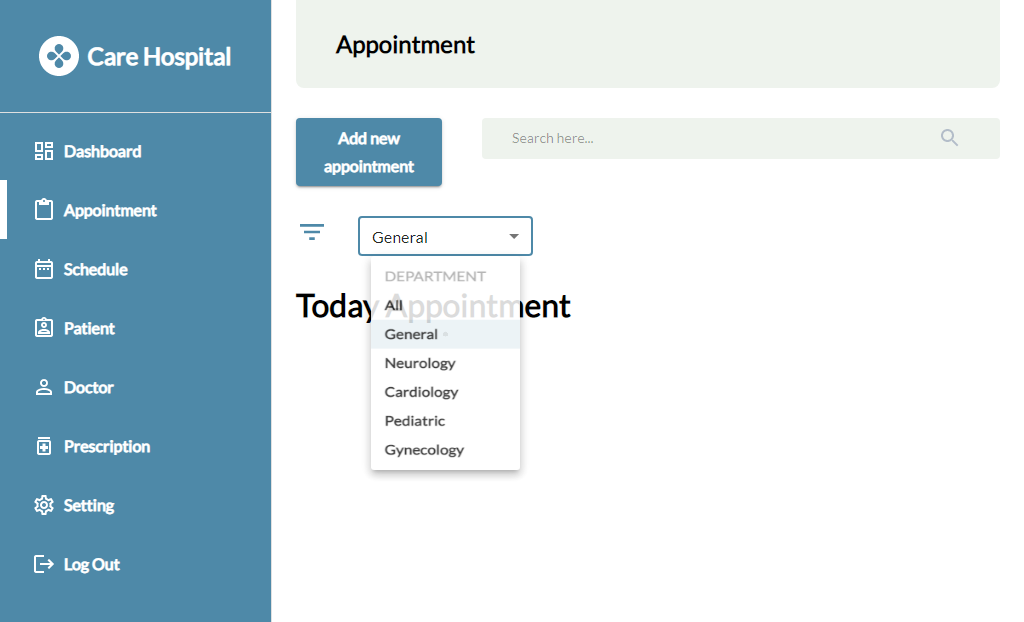 Care Hospital
Dashboard
Appointment
Schedule
Patient
Doctor
Prescription
Setting
Log Out
Appointment
Add new
appointment
Search here...
General
Today Appointment
DEPARTMENT
All
General
Neurology
Cardiology
Pediatric
Gynecology